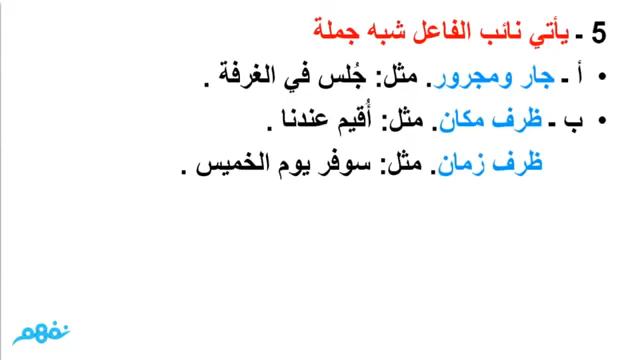 5 ـ يأتي نائب الفاعل شبه جملة
• أ ـ جار ومجرور. مثل: جُلس في الغرفة .
• ب ـ ظرف مكان. مثل: أُقيم عندنا .
ظرف زمان. مثل: سوفر يوم الخميس .
نفهم